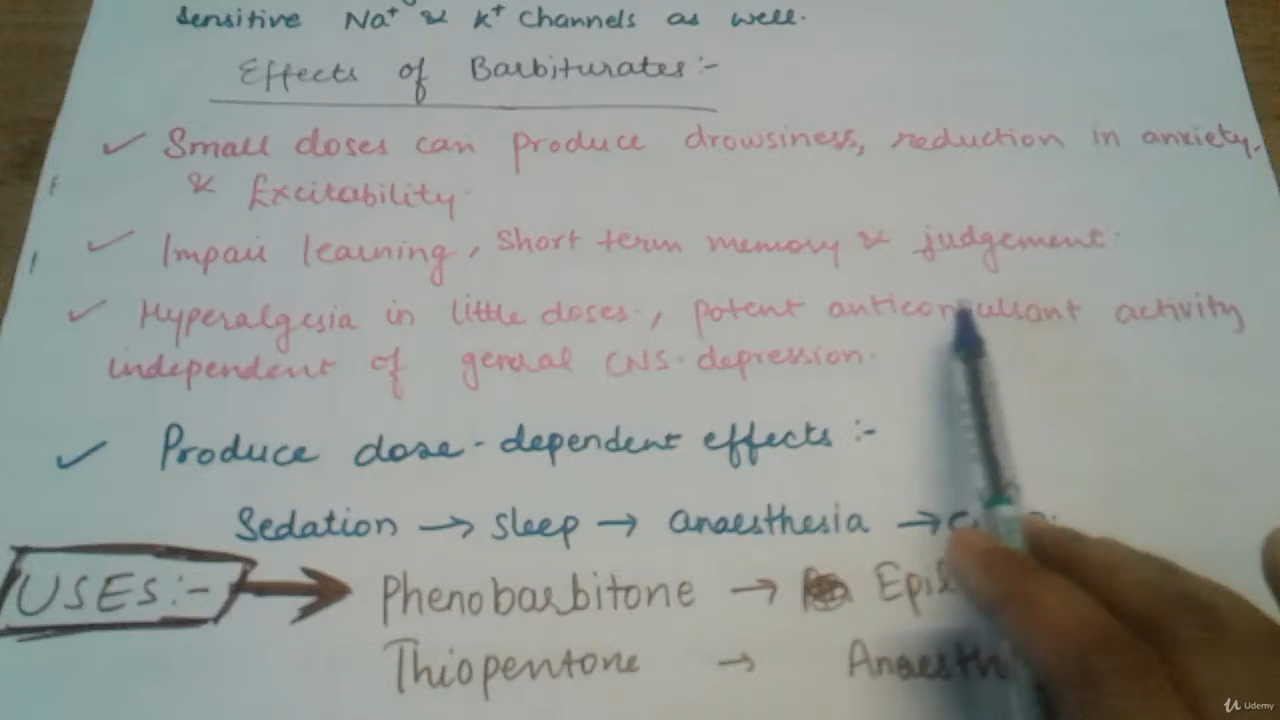 sensitive Na⁺ & K⁺ channels as well.
Effects of Barbiturates:-
✓ Small doses can produce drowsiness, reduction in anxiety,
& Excitability.
✓ Impair learning, Short term memory & judgement.
✓ Hyperalgesia in little doses., potent anticonvulsant activity
independent of general CNS depression.
✓ Produce dose-dependent effects :-
Sedation → Sleep → Anaesthesia →
USES:- → Phenobarbitone →
Thiopentone →
Udemy